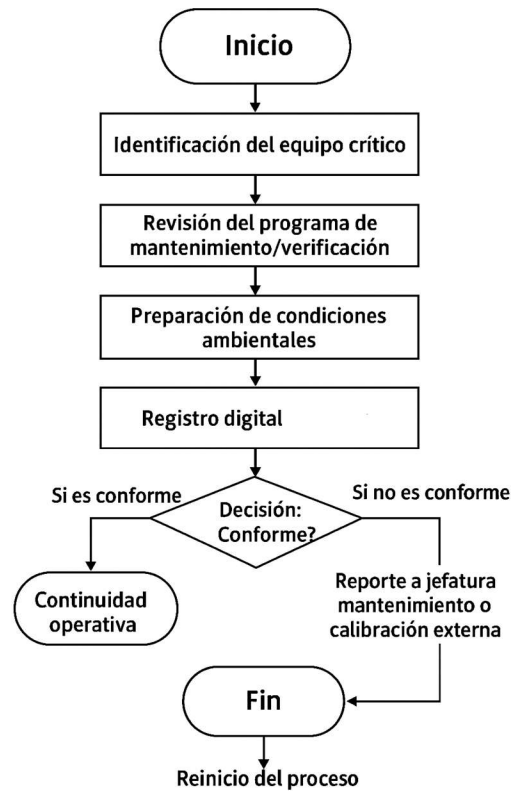 Inicio
Identificación del equipo crítico
Revisión del programa de
mantenimiento/verificación
Preparación de condiciones
ambientales
Registro digital
Si es conforme
Decisión:
Conforme?
Si no es conforme
Continuidad
operativa
Reporte a jefatura
mantenimiento o
calibración externa
Fin
Reinicio del proceso